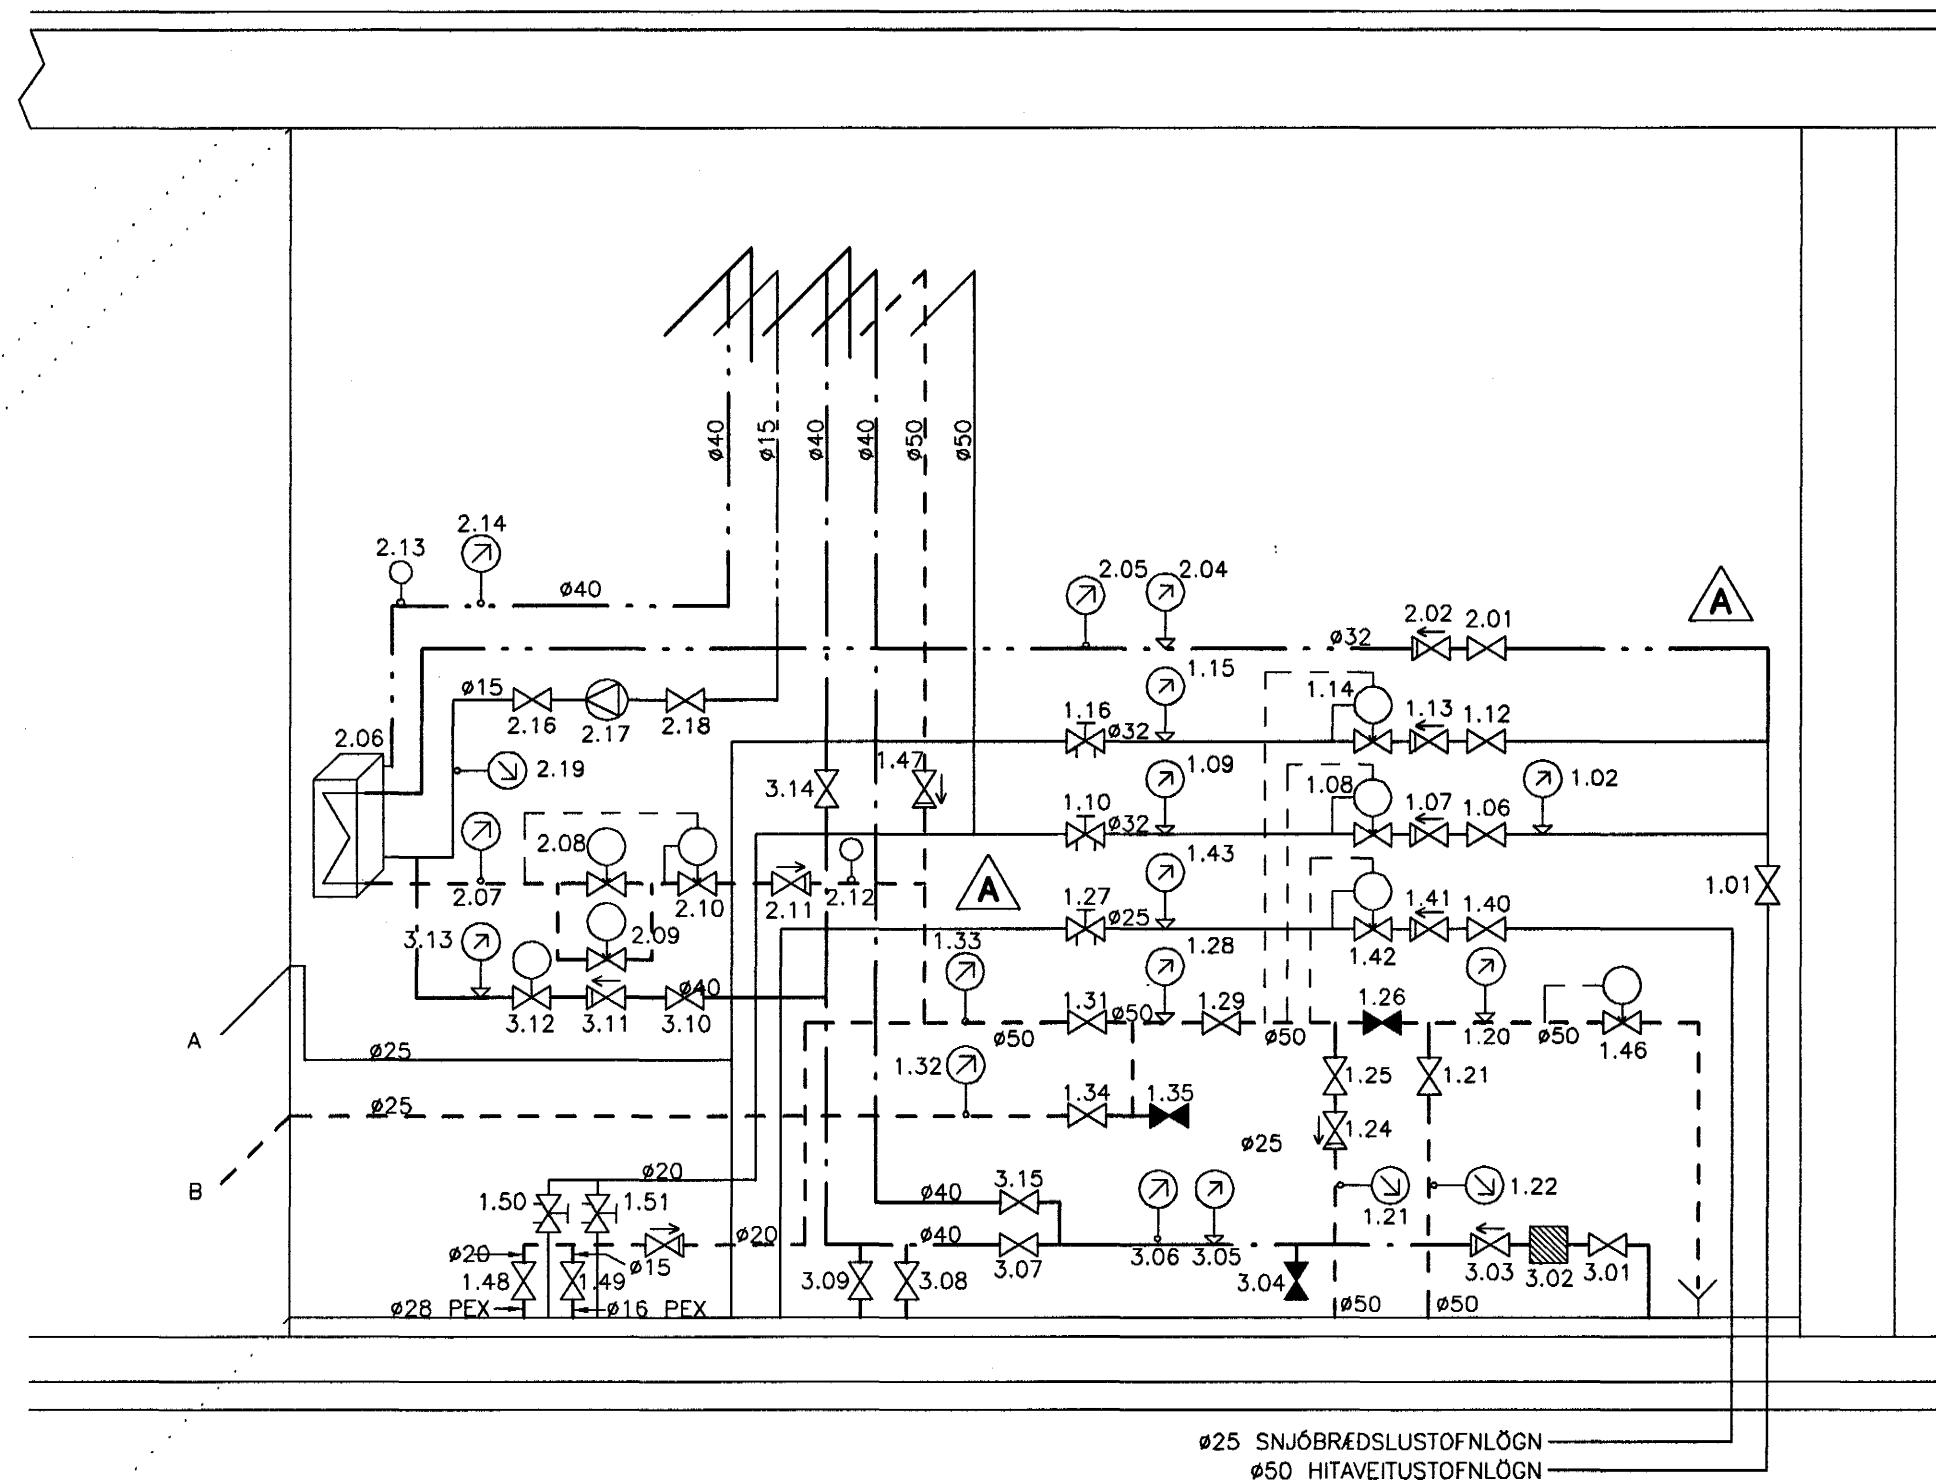 ø40
ø15
ø40
ø40
ø50
ø50
2.14
2.13
ø40
2.05
2.04
A
2.02
2.01
ø32
1.15
ø15
1.14
1.13
1.12
2.16
2.17
2.18
1.16
ø32
2.06
2.19
3.14
1.47
1.09
1.08
1.07
1.06
1.02
1.10
ø32
2.08
1.43
A
2.07
2.10
2.11
2.12
1.01
1.27
ø25
1.41
1.40
2.09
3.13
1.33
1.28
1.42
ø40
3.12
3.11
3.10
1.31
ø50
1.29
1.26
A
ø50
ø50
1.20
ø50
1.46
ø25
1.32
1.25
1.21
ø25
1.34
1.35
1.24
ø25
B
ø20
3.15
1.50
1.51
ø40
1.22
1.21
ø20
ø20
ø40
ø15
3.06
3.05
1.48
1.49
3.09
3.08
3.07
3.04
3.03
3.02
3.01
ø28 PEX
ø16 PEX
ø50
ø50
ø25 SNJÓBRÆDSLUSTOFNLÖGN
ø50 HITAVEITUSTOFNLÖGN